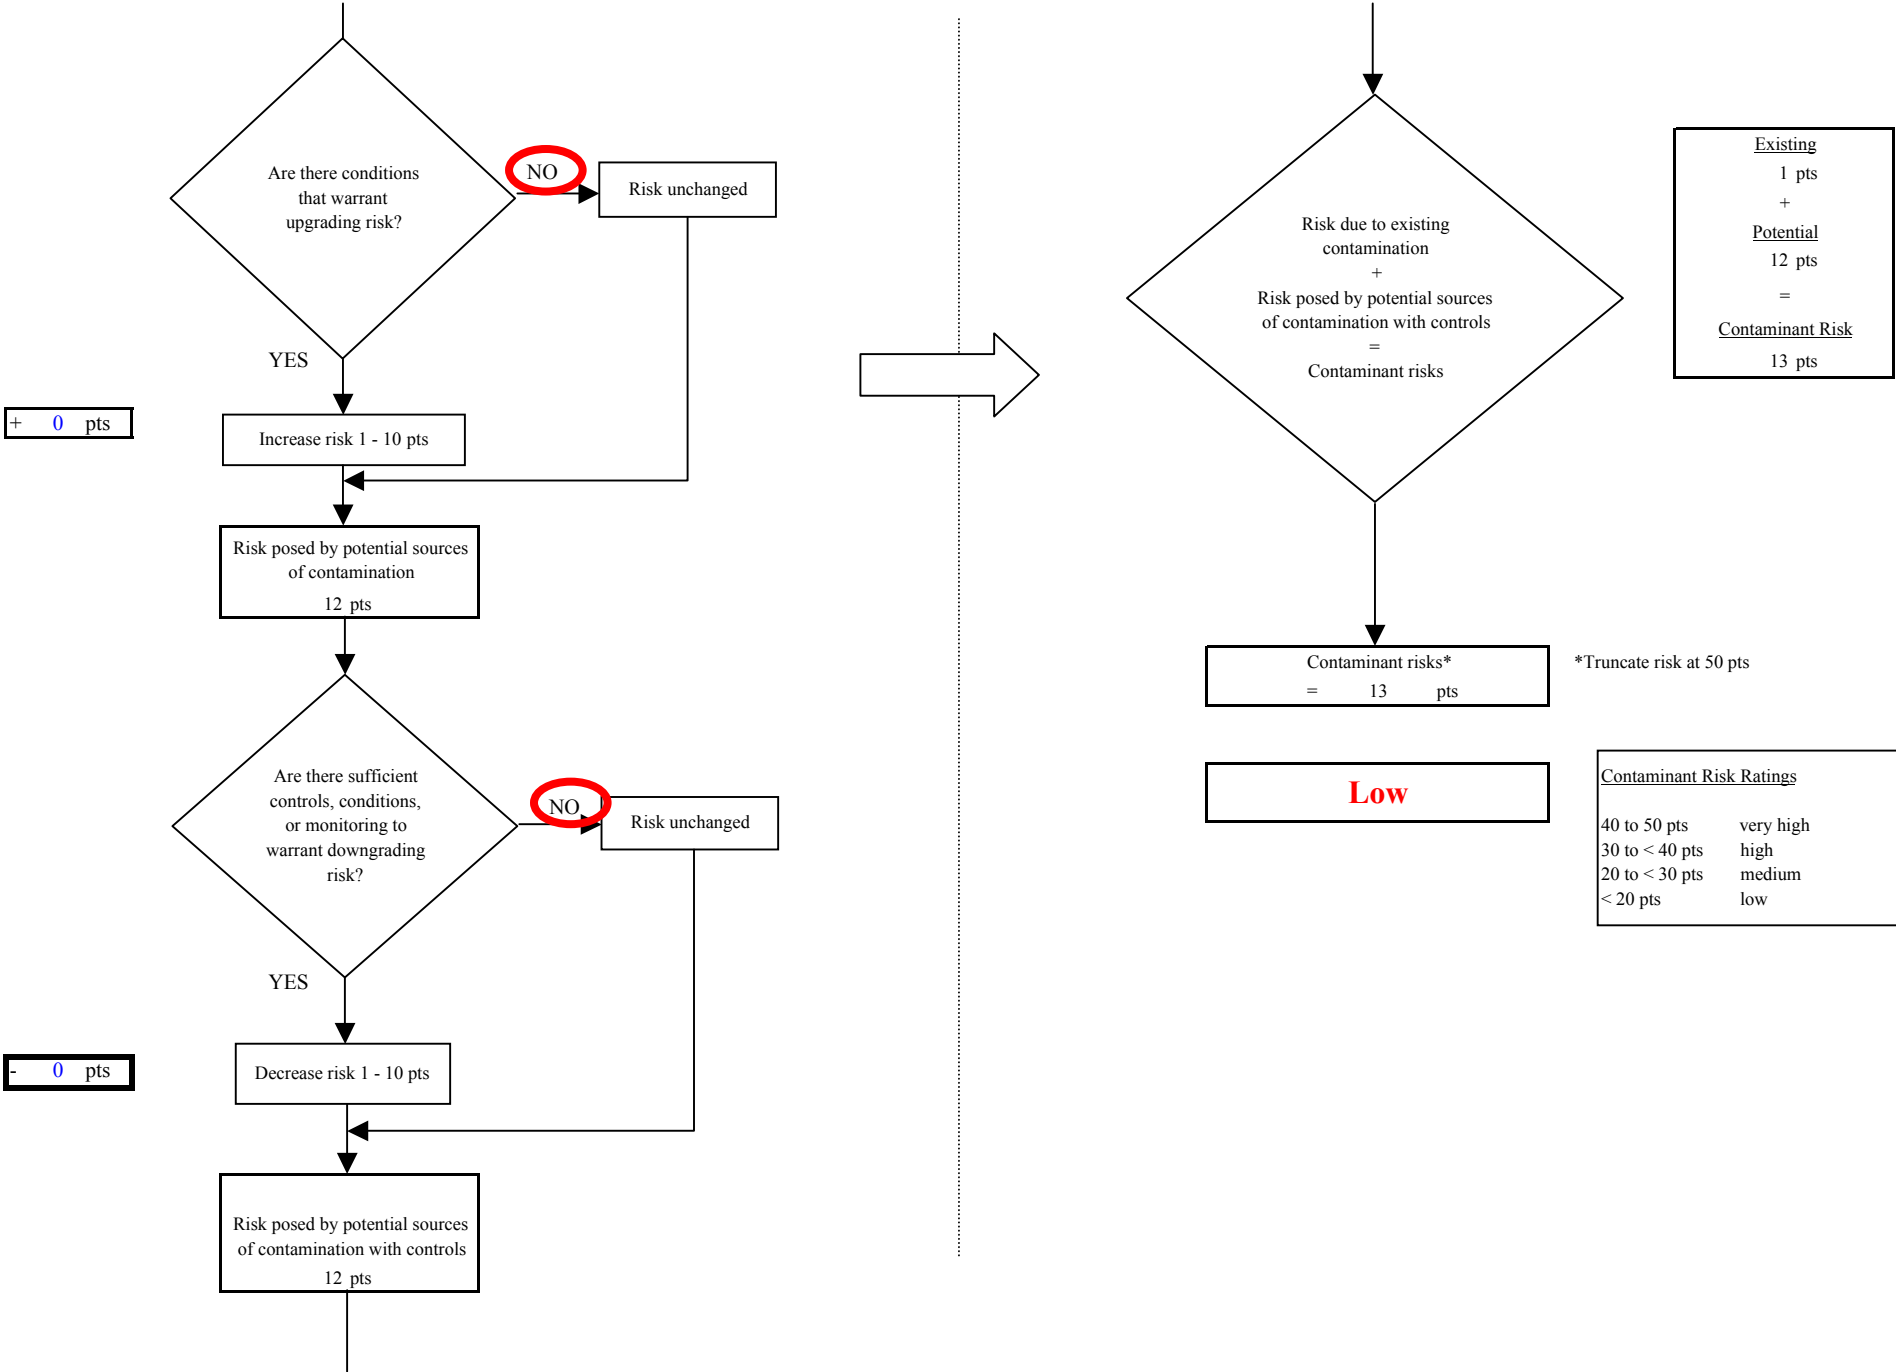 Are there conditions
that warrant
upgrading risk?
NO
Risk unchanged
YES
+ 0 pts
Increase risk 1 - 10 pts
Risk posed by potential sources
of contamination
12 pts
Are there sufficient
controls, conditions,
or monitoring to
warrant downgrading
risk?
NO
Risk unchanged
YES
- 0 pts
Decrease risk 1 - 10 pts
Risk posed by potential sources
of contamination with controls
12 pts
Risk due to existing
contamination
+
Risk posed by potential sources
of contamination with controls
=
Contaminant risks
Existing
1 pts
+
Potential
12 pts
=
Contaminant Risk
13 pts
Contaminant risks*
= 13 pts
*Truncate risk at 50 pts
Low
Contaminant Risk Ratings
40 to 50 pts very high
30 to < 40 pts high
20 to < 30 pts medium
< 20 pts low